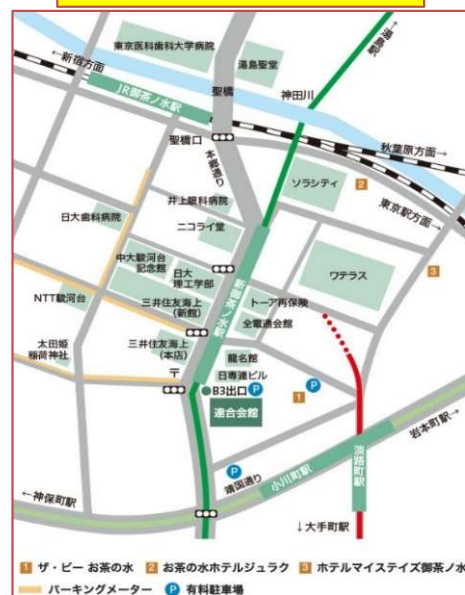 ←湯島駅
東京医科歯科大学病院
湯島聖堂
←新宿方面
聖橋
神田川
JR御茶ノ水駅
聖橋口
本郷通り
秋葉原方面→
ソラシティ
2
東京駅方面→
井上眼科病院
日大歯科病院
ニコライ堂
中大駿河台
記念館
日大
理工学部
新御茶ノ水駅
ワテラス
3
NTT駿河台
三井住友海上
(新館)
トーア再保険
全電通会館
太田姫
稲荷神社
三井住友海上
(本店)
龍名館
日専連ビル
〒
B3出口
P
1
P
連合会館
岩本町駅→
淡路町駅
P
靖国通り
小川町駅
←神保町駅
↓大手町駅
1 ザ・ビー お茶の水 2 お茶の水ホテルジュラク 3 ホテルマイステイズ御茶ノ水
パーキングメーター P 有料駐車場